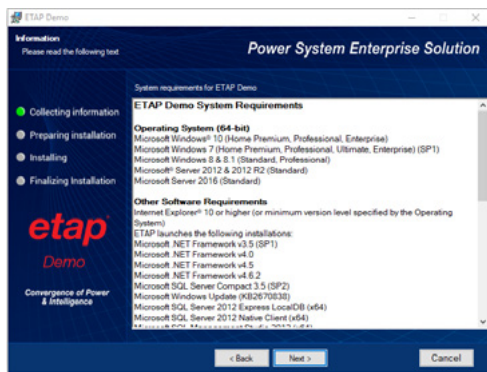 ETAP Demo
Information
Please read the following text
Power System Enterprise Solution
System requirements for ETAP Demo
Collecting information
Preparing installation
Installing
Finalizing Installation
etap
Demo
Convergence of Power
& Intelligence
ETAP Demo System Requirements
Operating System (64-bit)
Microsoft Windows® 10 (Home Premium, Professional, Enterprise)
Microsoft Windows 7 (Home Premium, Professional, Ultimate, Enterprise) (SP1)
Microsoft Windows 8 & 8.1 (Standard, Professional)
Microsoft® Server 2012 & 2012 R2 (Standard)
Microsoft Server 2016 (Standard)
Other Software Requirements
Internet Explorer® 10 or higher (or minimum version level specified by the Operating
System)
ETAP launches the following installations:
Microsoft .NET Framework v3.5 (SP1)
Microsoft .NET Framework v4.0
Microsoft .NET Framework v4.5
Microsoft .NET Framework v4.6.2
Microsoft SQL Server Compact 3.5 (SP2)
Microsoft Windows Update (KB2670838)
Microsoft SQL Server 2012 Express LocalDB (x64)
Microsoft SQL Server 2012 Native Client (x64)
Microsoft SQL Management Studio 2012 (x64)
< Back
Next >
Cancel